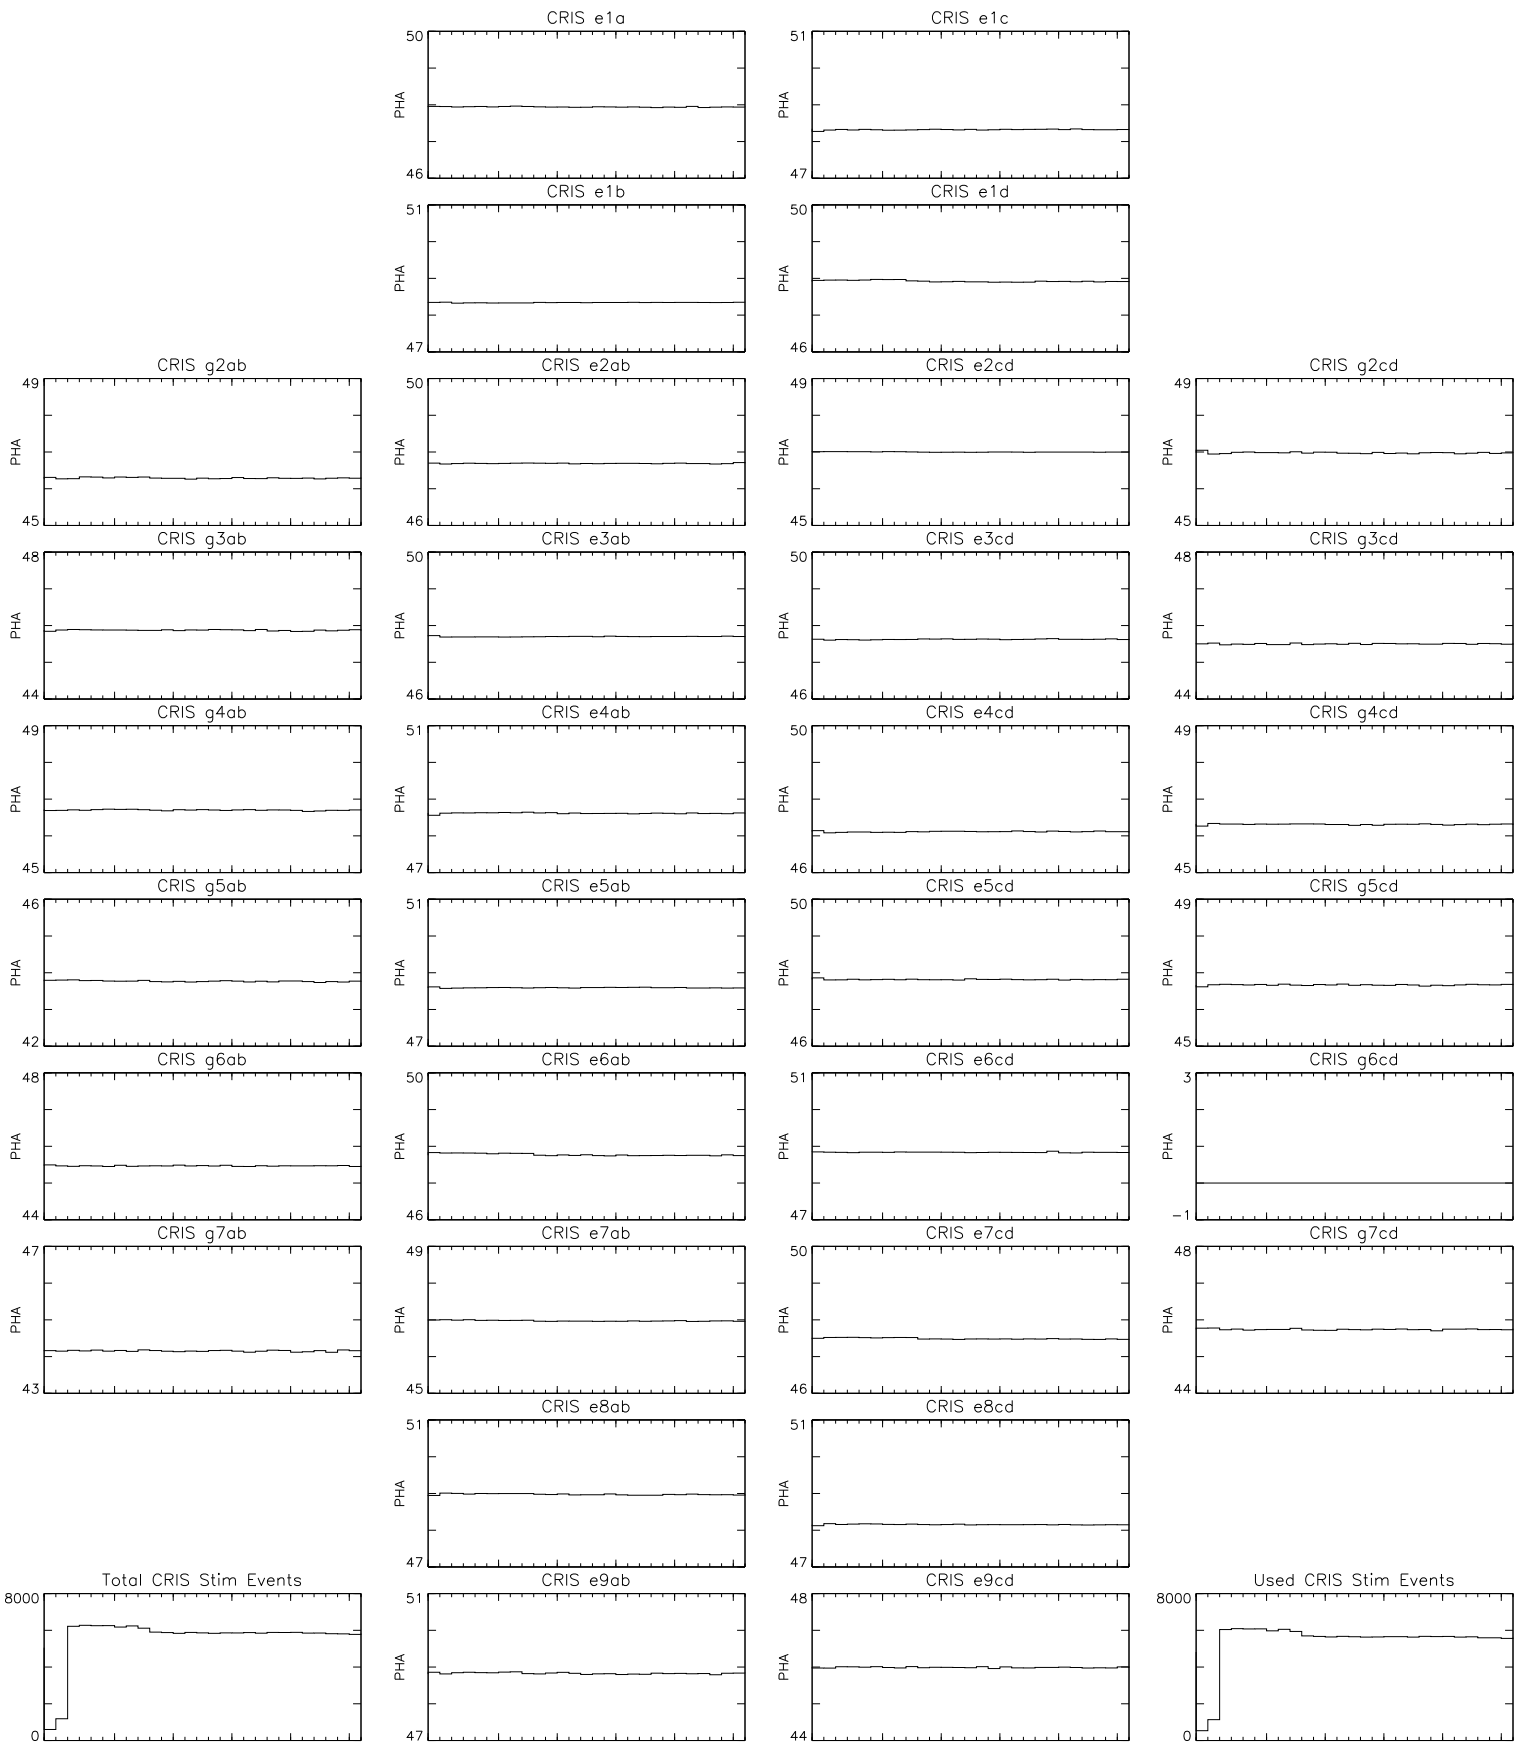 CRIS e1a
50
PHA
46
CRIS e1c
51
PHA
47
CRIS e1b
51
PHA
47
CRIS e1d
50
PHA
46
CRIS g2ab
49
PHA
45
CRIS e2ab
50
PHA
46
CRIS e2cd
49
PHA
45
CRIS g2cd
49
PHA
45
CRIS g3ab
48
PHA
44
CRIS e3ab
50
PHA
46
CRIS e3cd
50
PHA
46
CRIS g3cd
48
PHA
44
CRIS g4ab
49
PHA
45
CRIS e4ab
51
PHA
47
CRIS e4cd
50
PHA
46
CRIS g4cd
49
PHA
45
CRIS g5ab
46
PHA
42
CRIS e5ab
51
PHA
47
CRIS e5cd
50
PHA
46
CRIS g5cd
49
PHA
45
CRIS g6ab
48
PHA
44
CRIS e6ab
50
PHA
46
CRIS e6cd
51
PHA
47
CRIS g6cd
3
PHA
-1
CRIS g7ab
47
PHA
43
CRIS e7ab
49
PHA
45
CRIS e7cd
50
PHA
46
CRIS g7cd
48
PHA
44
CRIS e8ab
51
PHA
47
CRIS e8cd
51
PHA
47
Total CRIS Stim Events
8000
0
CRIS e9ab
51
PHA
47
CRIS e9cd
48
PHA
44
Used CRIS Stim Events
8000
0